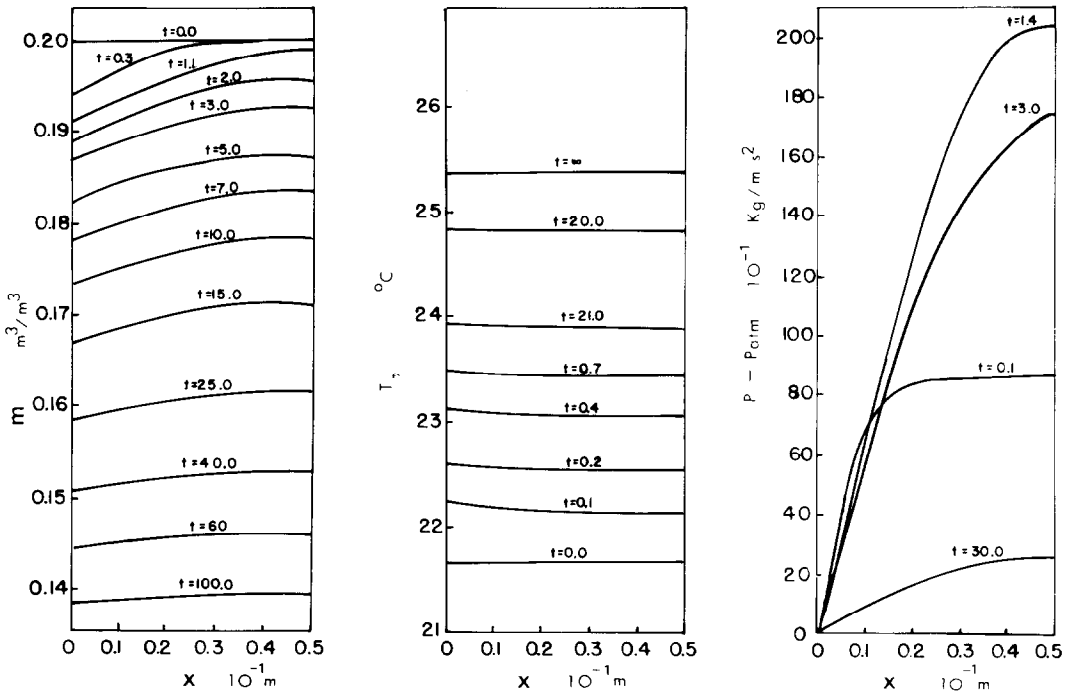 0.20
0.19
0.18
0.17
0.16
0.15
0.14
m m³/m³
t=0.0
t=0.3
t=1.1
t=2.0
t=3.0
t=5.0
t=7.0
t=10.0
t=15.0
t=25.0
t=40.0
t=60
t=100.0
0 0.1 0.2 0.3 0.4 0.5
x 10⁻¹ m
26
25
24
23
22
21
T, °C
t=∞
t=20.0
t=21.0
t=0.7
t=0.4
t=0.2
t=0.1
t=0.0
0 0.1 0.2 0.3 0.4 0.5
x 10⁻¹ m
200
180
160
140
120
100
80
60
40
20
0
P - Patm 10⁻¹ Kg/m s²
t=1.4
t=3.0
t=0.1
t=30.0
0 0.1 0.2 0.3 0.4 0.5
x 10⁻¹ m